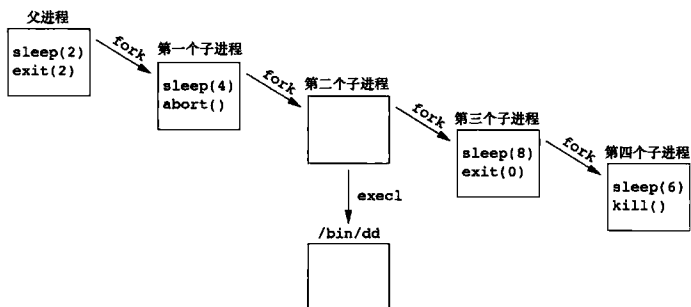 父进程
sleep(2)
exit(2)
fork
第一个子进程
sleep(4)
abort()
fork
第二个子进程
fork
第三个子进程
sleep(8)
exit(0)
fork
第四个子进程
sleep(6)
kill()
execl
/bin/dd